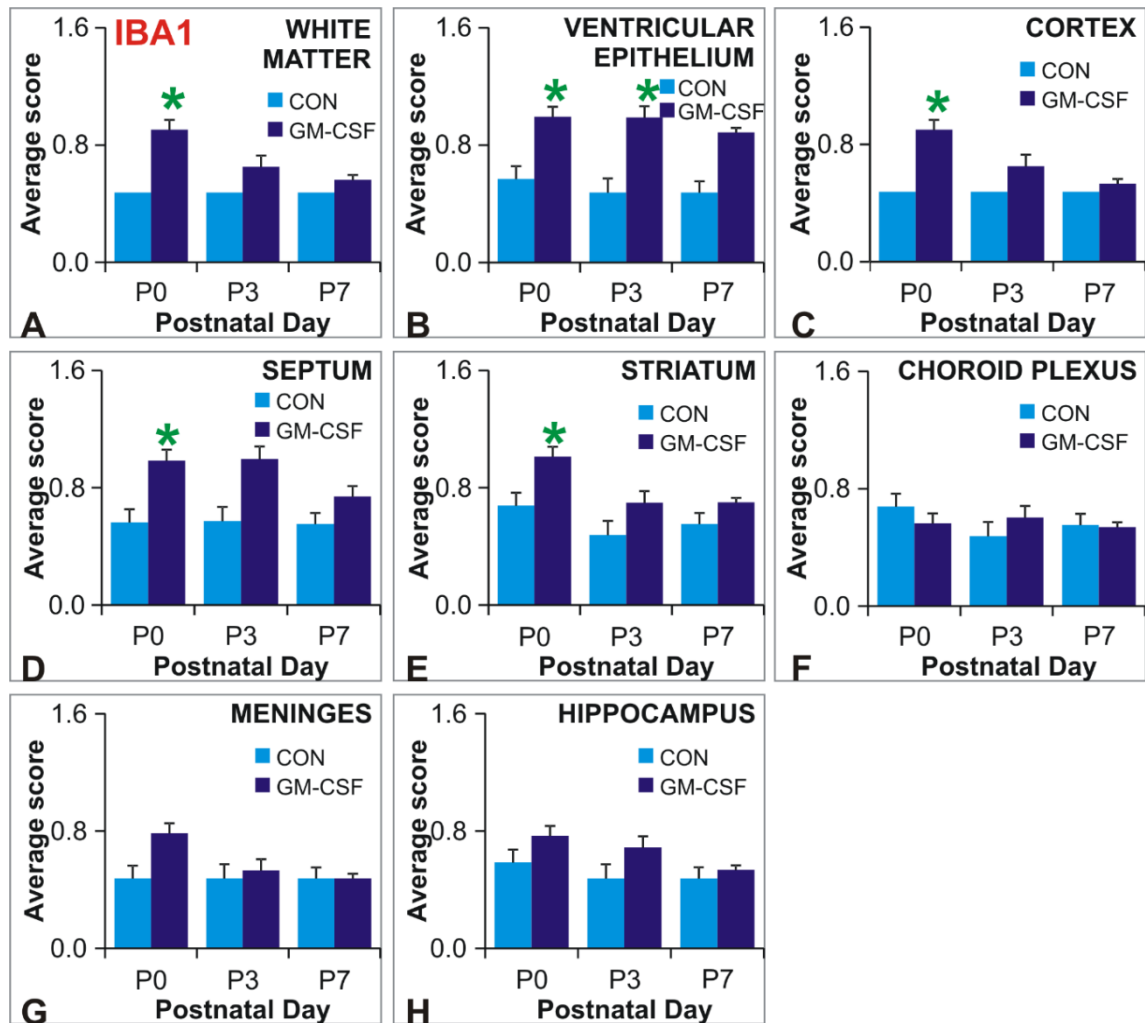 IBA1
WHITE
MATTER
CON
GM-CSF
Average score
1.6
0.8
0.0
P0 P3 P7
Postnatal Day
A
VENTRICULAR
EPITHELIUM
CON
GM-CSF
Average score
1.6
0.8
0.0
* *
P0 P3 P7
Postnatal Day
B
CORTEX
CON
GM-CSF
Average score
1.6
0.8
0.0
*
P0 P3 P7
Postnatal Day
C
SEPTUM
CON
GM-CSF
Average score
1.6
0.8
0.0
*
P0 P3 P7
Postnatal Day
D
STRIATUM
CON
GM-CSF
Average score
1.6
0.8
0.0
*
P0 P3 P7
Postnatal Day
E
CHOROID PLEXUS
CON
GM-CSF
Average score
1.6
0.8
0.0
P0 P3 P7
Postnatal Day
F
MENINGES
CON
GM-CSF
Average score
1.6
0.8
0.0
P0 P3 P7
Postnatal Day
G
HIPPOCAMPUS
CON
GM-CSF
Average score
1.6
0.8
0.0
P0 P3 P7
Postnatal Day
H